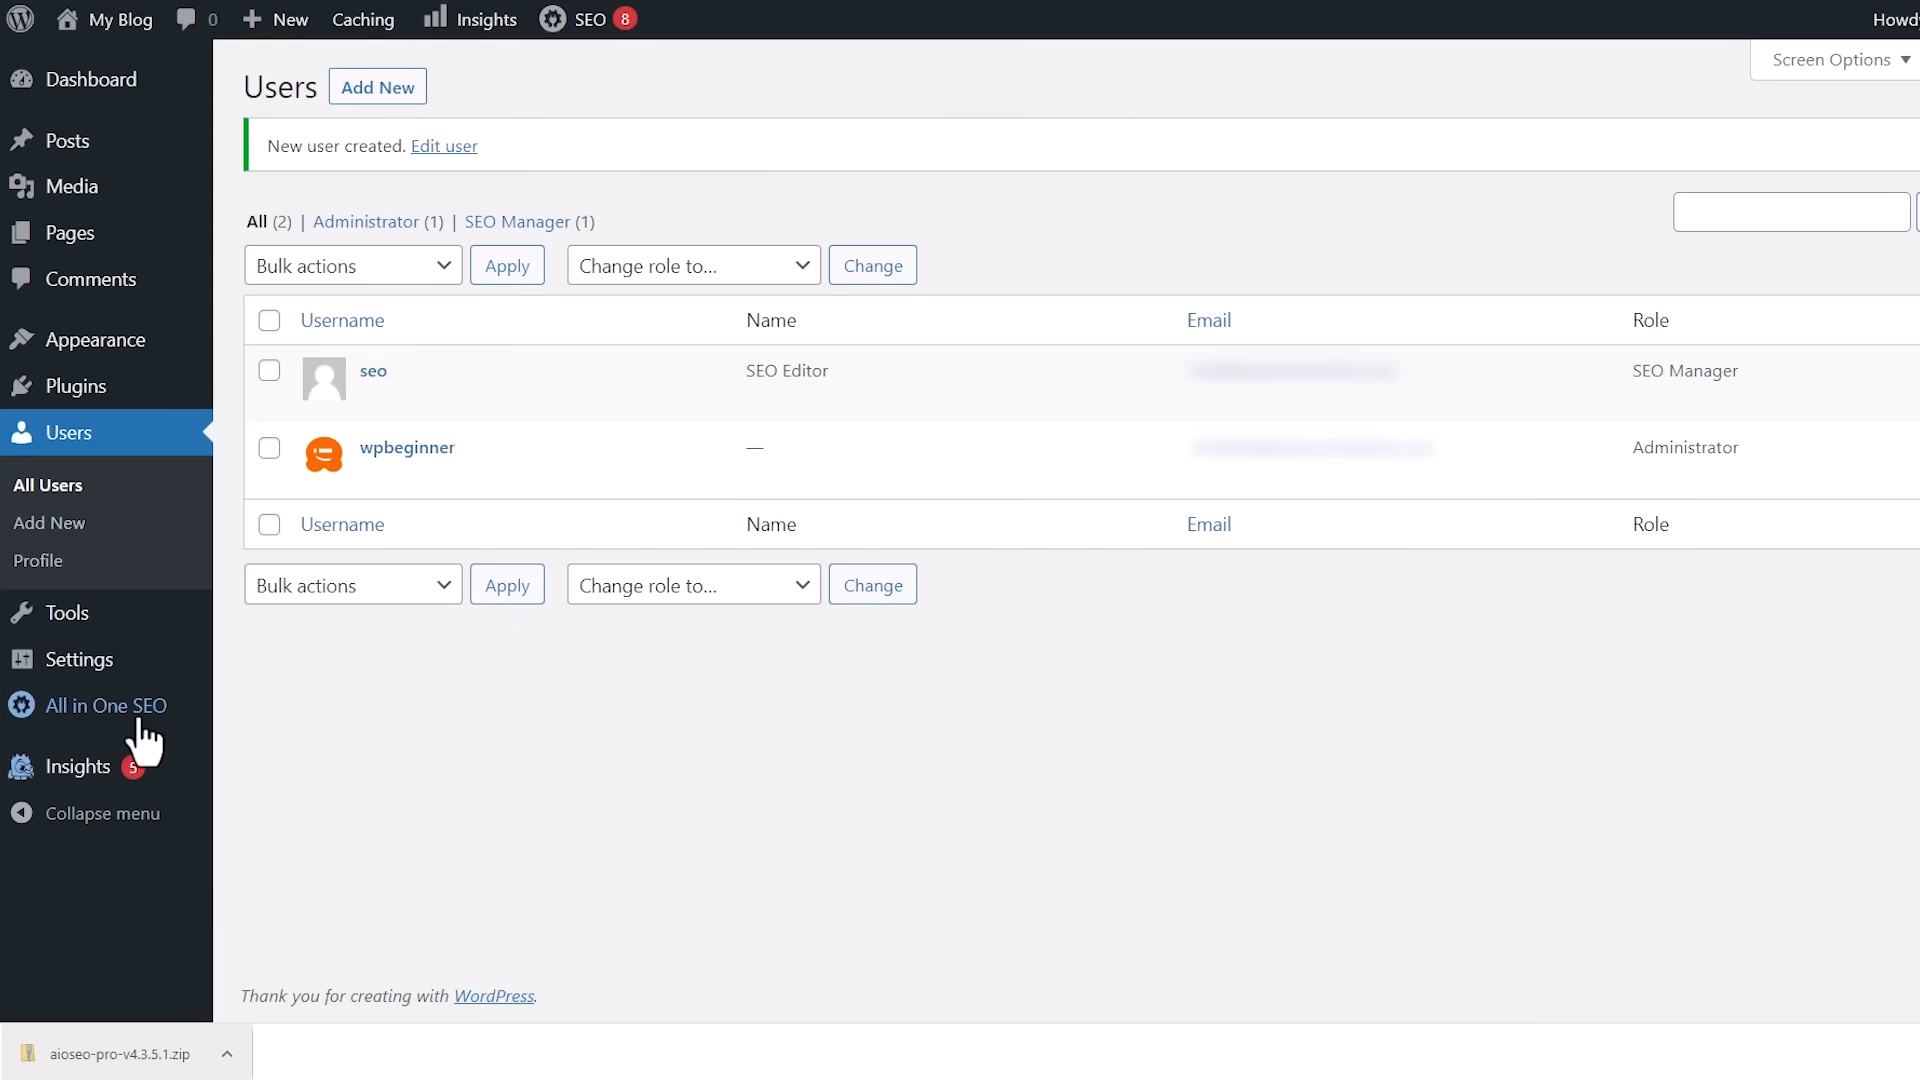 My Blog 0 New Caching Insights SEO 8
Screen Options
Dashboard
Posts
Media
Pages
Comments
Appearance
Plugins
Users
All Users
Add New
Profile
Tools
Settings
All in One SEO
Insights 5
Collapse menu
Users Add New
New user created. Edit user
All (2) | Administrator (1) | SEO Manager (1)
Bulk actions Apply Change role to... Change
Username Name Email Role
seo SEO Editor SEO Manager
wpbeginner — Administrator
Username Name Email Role
Bulk actions Apply Change role to... Change
Thank you for creating with WordPress.
aioseo-pro-v4.3.5.1.zip